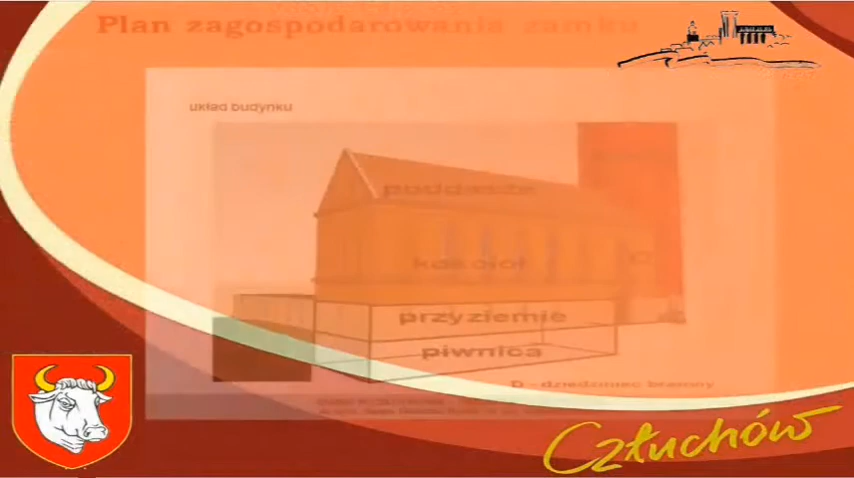 Plan zagospodarowania zamku
układ budynku
poddasze
kościół
przyziemie
piwnica
D - dziedziniec bramny
Człuchów